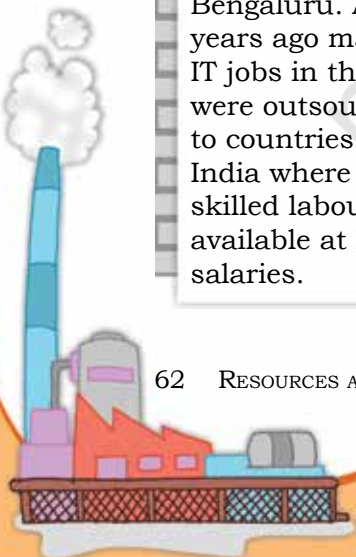 Bengaluru. A
years ago ma
IT jobs in th
were outsou
to countries
India where
skilled labou
available at
salaries.
62 RESOURCES A